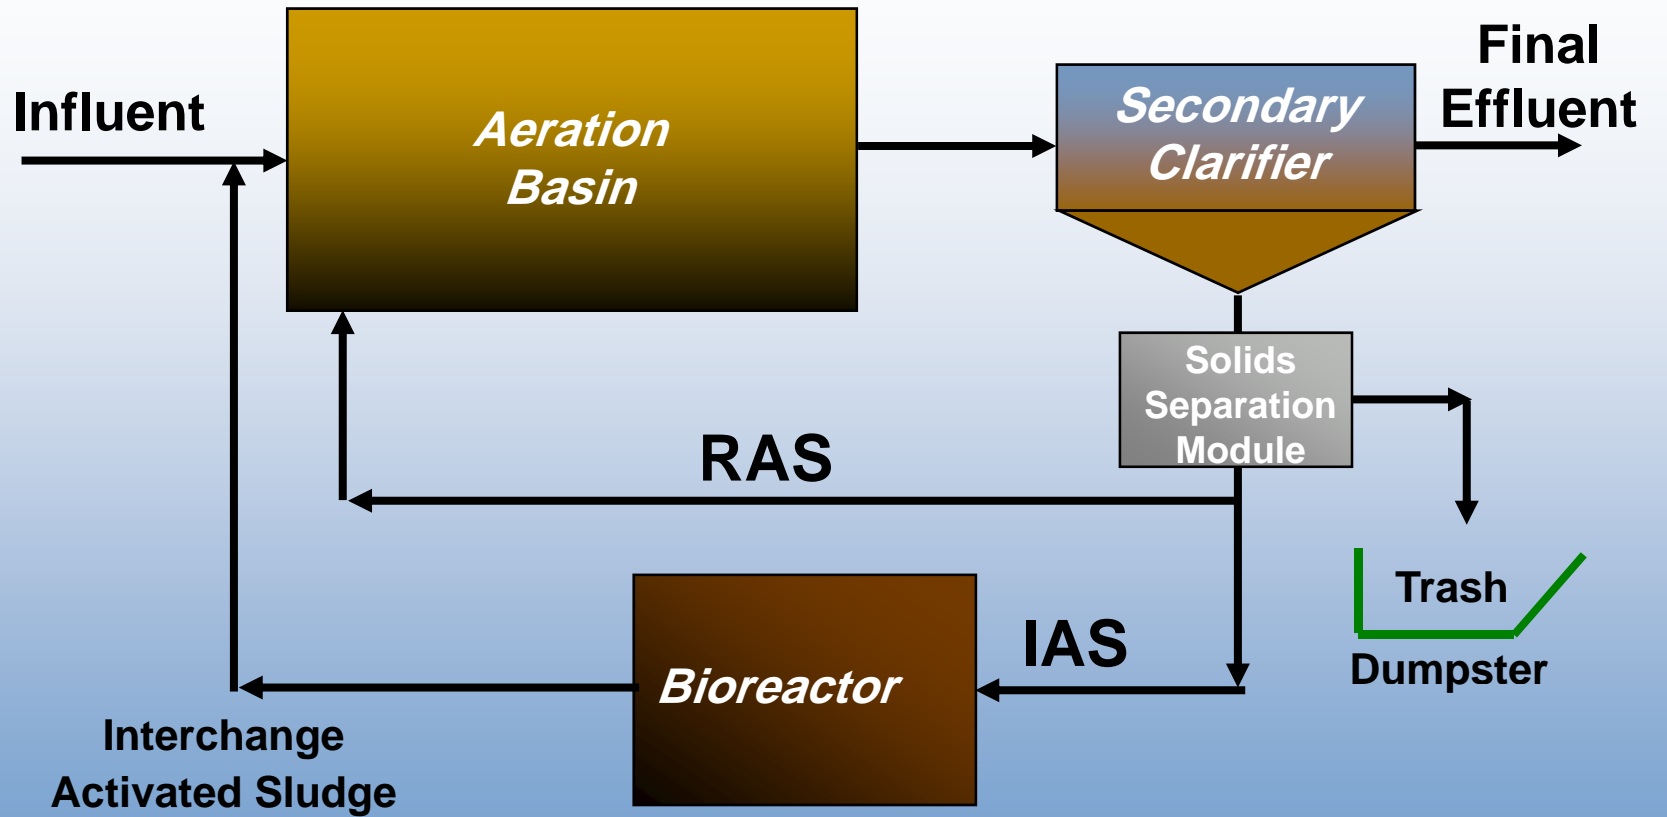 Influent
Aeration
Basin
Secondary
Clarifier
Final
Effluent
Solids
Separation
Module
RAS
Trash
Dumpster
IAS
Bioreactor
Interchange
Activated Sludge